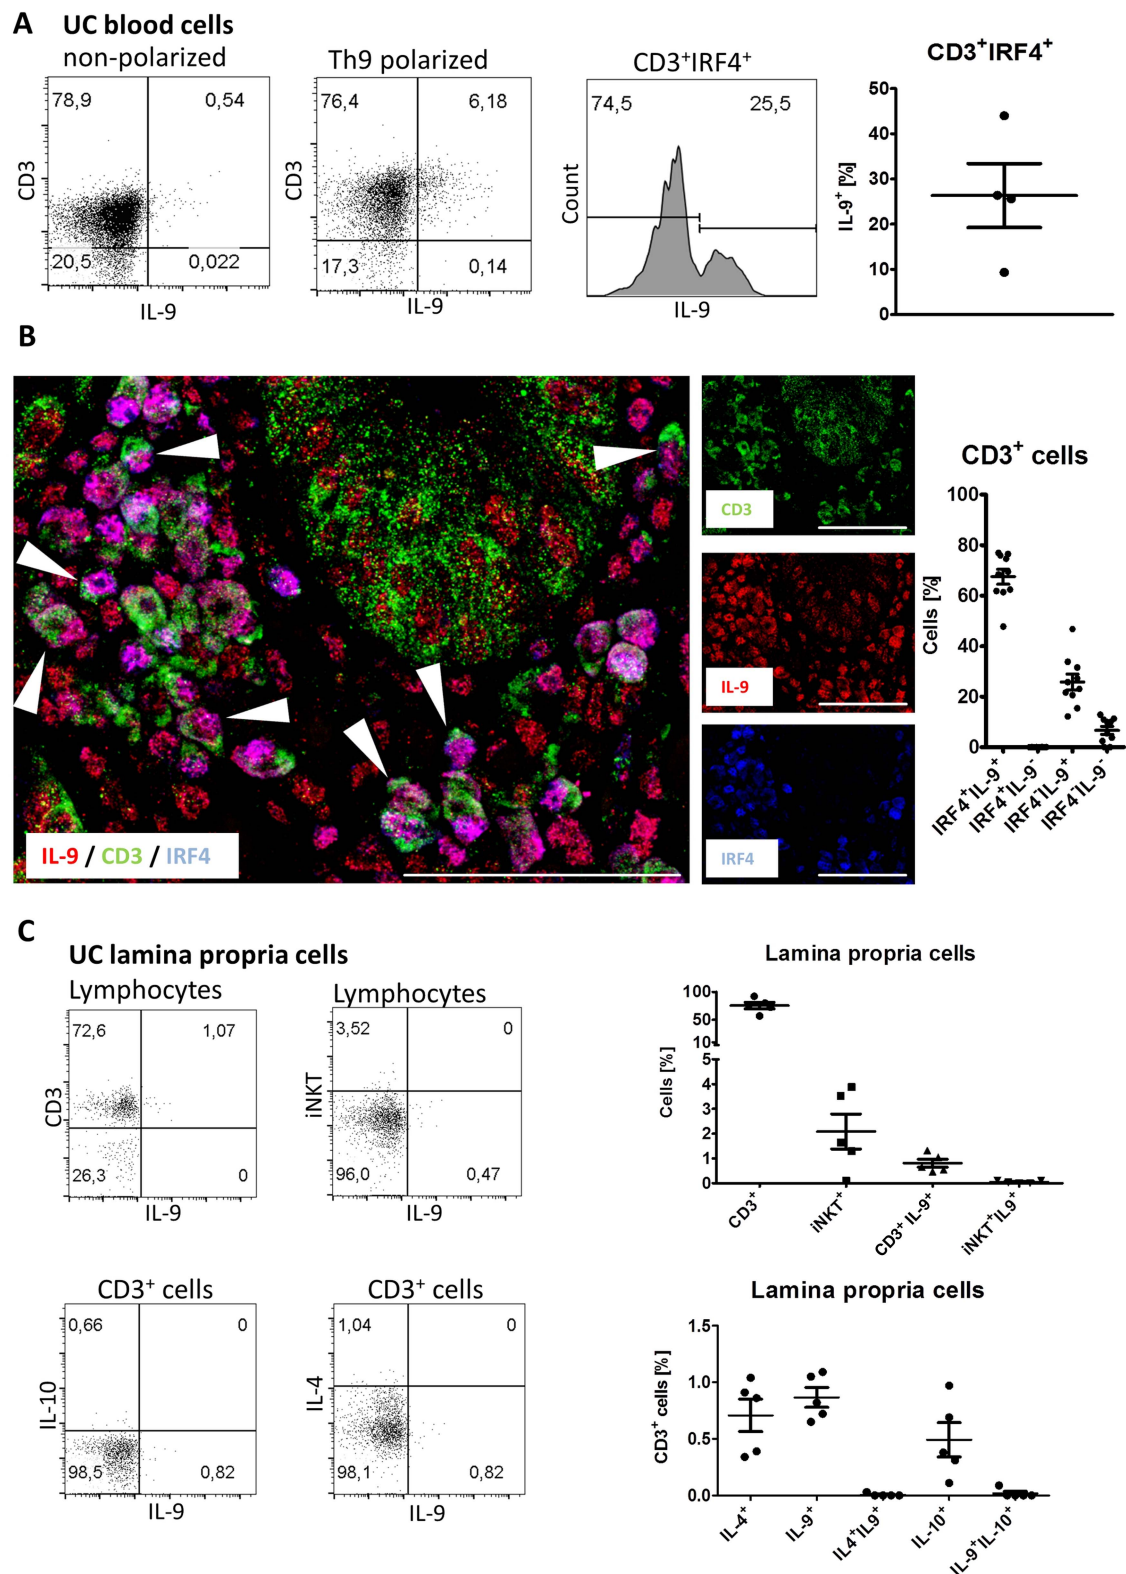 A
UC blood cells
non-polarized
78,9
0,54
20,5
0,022
CD3
IL-9
Th9 polarized
76,4
6,18
17,3
0,14
CD3
IL-9
CD3⁺IRF4⁺
74,5
25,5
Count
IL-9
CD3⁺IRF4⁺
50
40
30
20
10
0
IL-9⁺ [%]
B
IL-9 / CD3 / IRF4
CD3
IL-9
IRF4
CD3⁺ cells
100
80
60
40
20
0
Cells [%]
IRF4⁺IL-9⁺
IRF4⁺IL-9⁻
IRF4⁻IL-9⁺
IRF4⁻IL-9⁻
C
UC lamina propria cells
Lymphocytes
72,6
1,07
26,3
0
CD3
IL-9
Lymphocytes
3,52
0
96,0
0,47
iNKT
IL-9
Lamina propria cells
100
50
10
5
4
3
2
1
0
Cells [%]
CD3⁺
iNKT⁺
CD3⁺ IL-9⁺
iNKT⁺IL9⁺
CD3⁺ cells
0,66
0
98,5
0,82
IL-10
IL-9
CD3⁺ cells
1,04
0
98,1
0,82
IL-4
IL-9
Lamina propria cells
1.5
1.0
0.5
0.0
CD3⁺ cells [%]
IL-4⁺
IL-9⁺
IL4⁺IL9⁺
IL-10⁺
IL-9⁺IL-10⁺